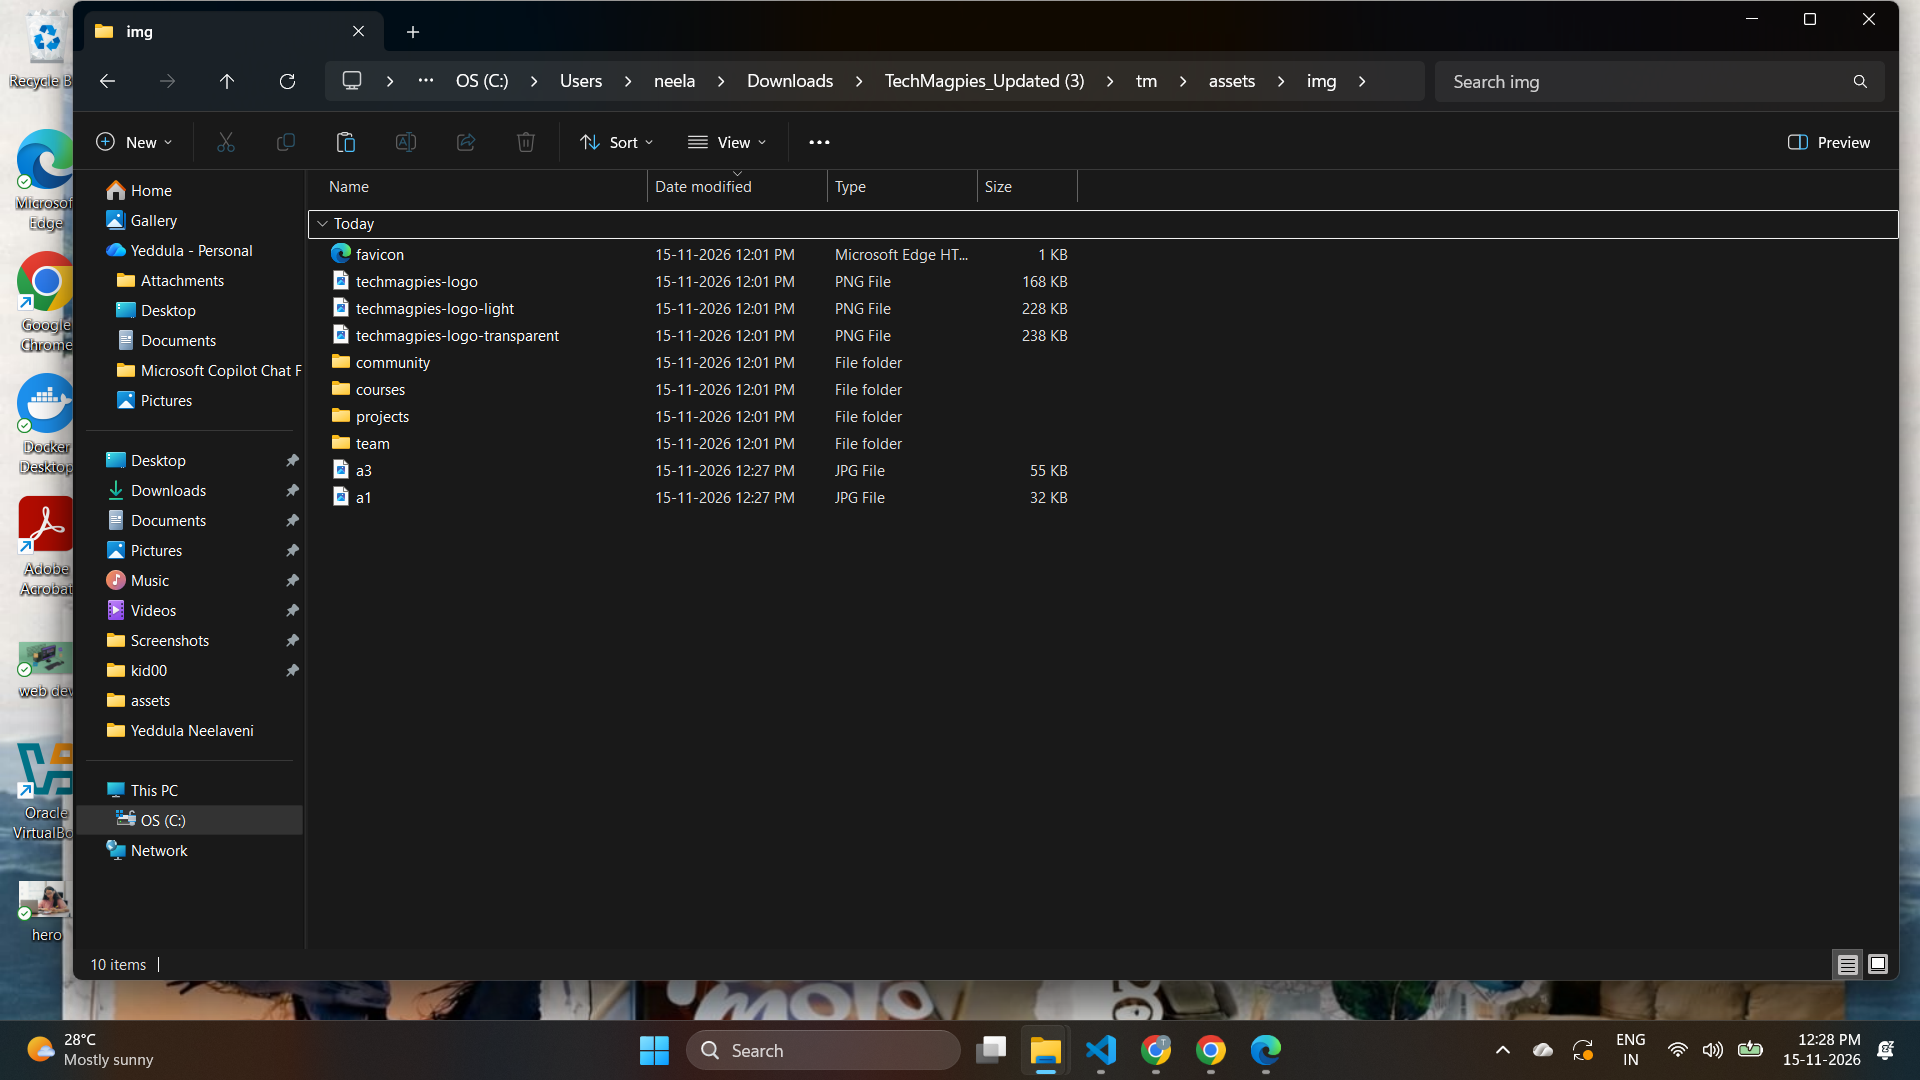 img
OS (C:) Users neela Downloads TechMagpies_Updated (3) tm assets img
Search img
New
Sort
View
Preview
Name Date modified Type Size
Today
favicon 15-11-2026 12:01 PM Microsoft Edge HT... 1 KB
techmagpies-logo 15-11-2026 12:01 PM PNG File 168 KB
techmagpies-logo-light 15-11-2026 12:01 PM PNG File 228 KB
techmagpies-logo-transparent 15-11-2026 12:01 PM PNG File 238 KB
community 15-11-2026 12:01 PM File folder
courses 15-11-2026 12:01 PM File folder
projects 15-11-2026 12:01 PM File folder
team 15-11-2026 12:01 PM File folder
a3 15-11-2026 12:27 PM JPG File 55 KB
a1 15-11-2026 12:27 PM JPG File 32 KB
Home
Gallery
Yeddula - Personal
Attachments
Desktop
Documents
Microsoft Copilot Chat F
Pictures
Desktop
Downloads
Documents
Pictures
Music
Videos
Screenshots
kid00
assets
Yeddula Neelaveni
This PC
OS (C:)
Network
10 items
Recycle B
Microsof
Edge
Google
Chrome
Docker
Desktop
Adobe
Acrobat
web dev
Oracle
VirtualBo
hero
moto
28°C
Mostly sunny
Search
ENG
IN
12:28 PM
15-11-2026